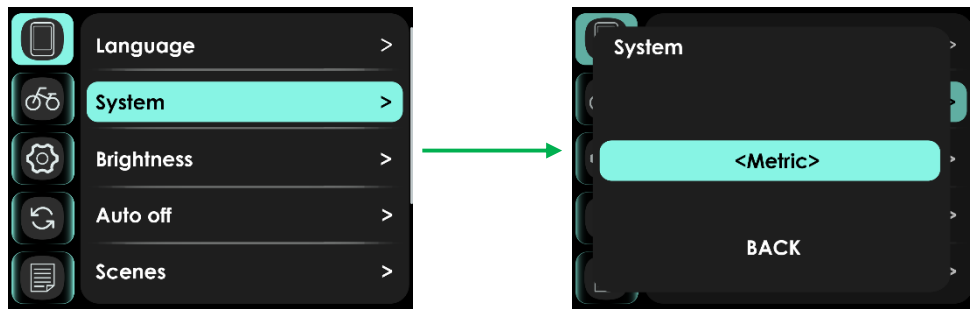 Language >
System >
Brightness >
Auto off >
Scenes >
System
<Metric>
BACK